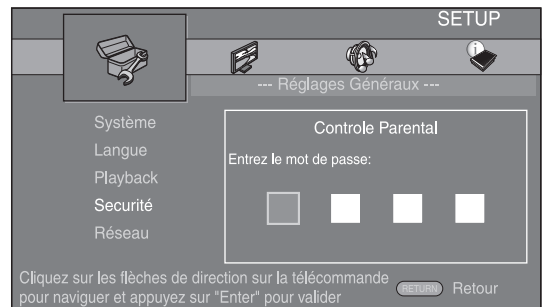 SETUP
--- Réglages Généraux ---
Système
Langue
Playback
Securité
Réseau
Controle Parental
Entrez le mot de passe:
Cliquez sur les flèches de direction sur la télécommande
pour naviguer et appuyez sur "Enter" pour valider
RETURN Retour